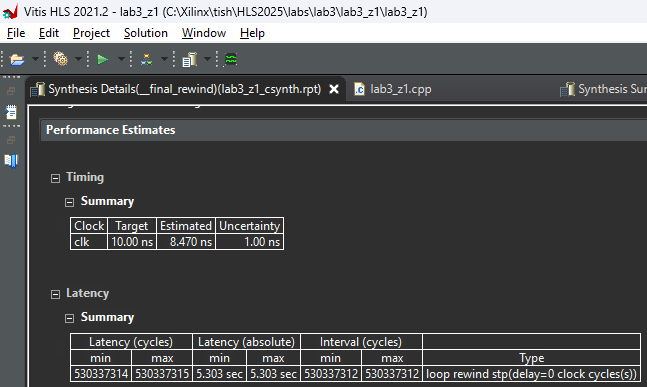 Vitis HLS 2021.2 - lab3_z1 (C:\Xilinx\tish\HLS2025\labs\lab3\lab3_z1\lab3_z1)
File Edit Project Solution Window Help
Synthesis Details(__final_rewind)(lab3_z1_csynth.rpt) lab3_z1.cpp Synthesis Sur
Performance Estimates
Timing
Summary
Clock Target Estimated Uncertainty
clk 10.00 ns 8.470 ns 1.00 ns
Latency
Summary
Latency (cycles) Latency (absolute) Interval (cycles)
min max min max min max Type
530337314 530337315 5.303 sec 5.303 sec 530337312 530337312 loop rewind stp(delay=0 clock cycles(s))